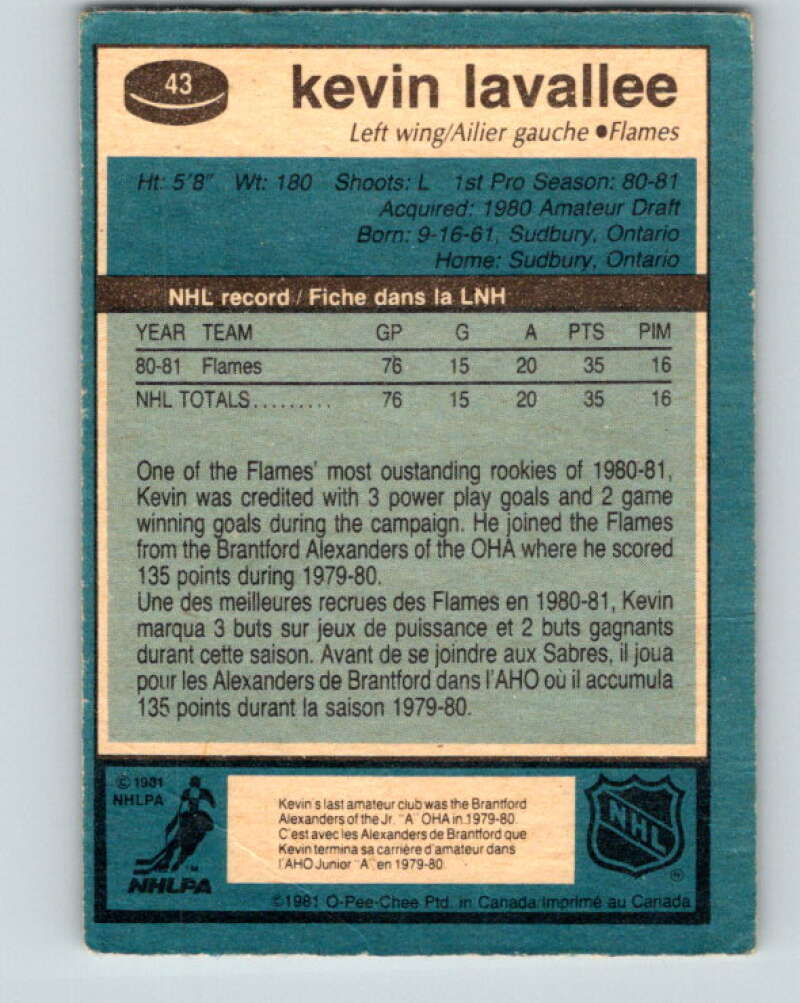 43
kevin lavallee
Left wing/Ailier gauche ●Flames
Ht: 5'8" Wt: 180 Shoots: L 1st Pro Season: 80-81
Acquired: 1980 Amateur Draft
Born: 9-16-61, Sudbury, Ontario
Home: Sudbury, Ontario
NHL record / Fiche dans la LNH
YEAR TEAM GP G A PTS PIM
80-81 Flames 76 15 20 35 16
NHL TOTALS......... 76 15 20 35 16
One of the Flames' most oustanding rookies of 1980-81,
Kevin was credited with 3 power play goals and 2 game
winning goals during the campaign. He joined the Flames
from the Brantford Alexanders of the OHA where he scored
135 points during 1979-80.
Une des meilleures recrues des Flames en 1980-81, Kevin
marqua 3 buts sur jeux de puissance et 2 buts gagnants
durant cette saison. Avant de se joindre aux Sabres, il joua
pour les Alexanders de Brantford dans l'AHO où il accumula
135 points durant la saison 1979-80.
© 1981
NHLPA
NHLPA
Kevin s last amateur club was the Brantford
Alexanders of the Jr. "A" OHA in 1979-80.
C'est avec les Alexanders de Brantford que
Kevin termina sa carrière d'amateur dans
l'AHO Junior "A" en 1979-80
NHL
©1981 O-Pee-Chee Ptd. in Canada/Imprimé au Canada